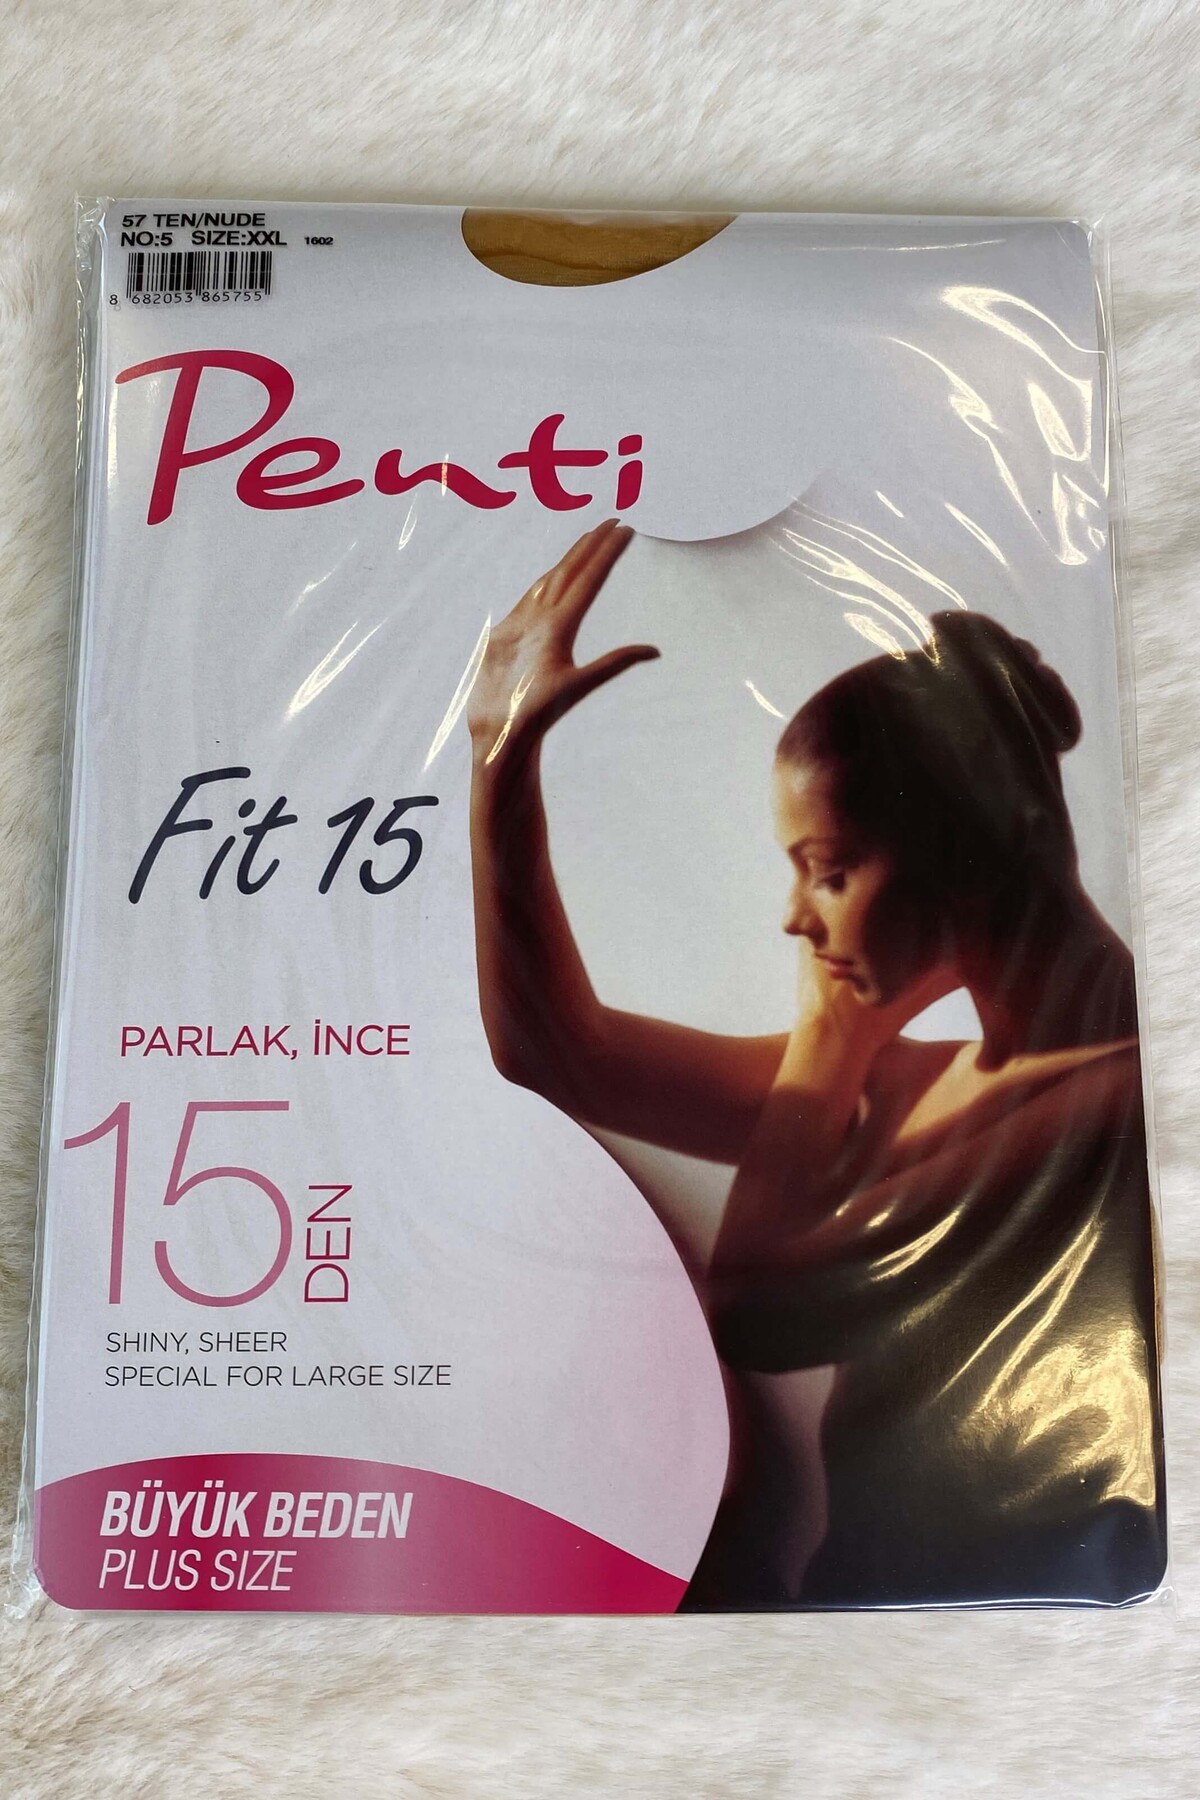 57 TEN/NUDE
NO:5 SIZE:XXL 1602
8 682053 865755
Penti
Fit 15
PARLAK, İNCE
15 DEN
SHINY, SHEER
SPECIAL FOR LARGE SIZE
BÜYÜK BEDEN
PLUS SIZE